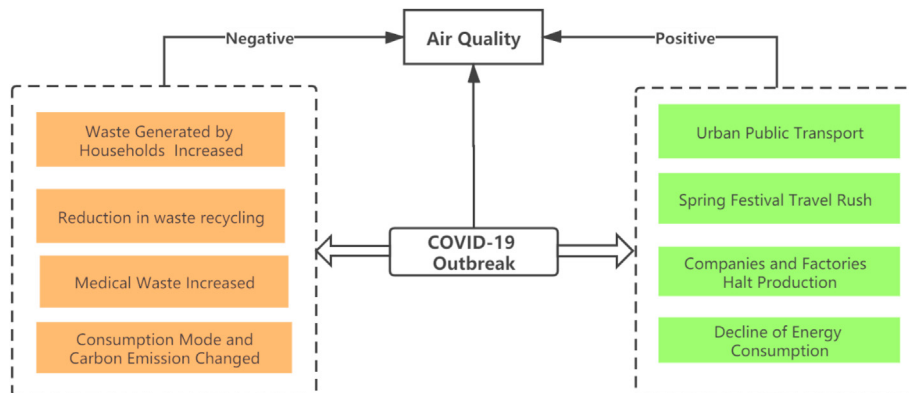 Negative
Air Quality
Positive
Waste Generated by
Households Increased
Reduction in waste recycling
Medical Waste Increased
Consumption Mode and
Carbon Emission Changed
COVID-19
Outbreak
Urban Public Transport
Spring Festival Travel Rush
Companies and Factories
Halt Production
Decline of Energy
Consumption